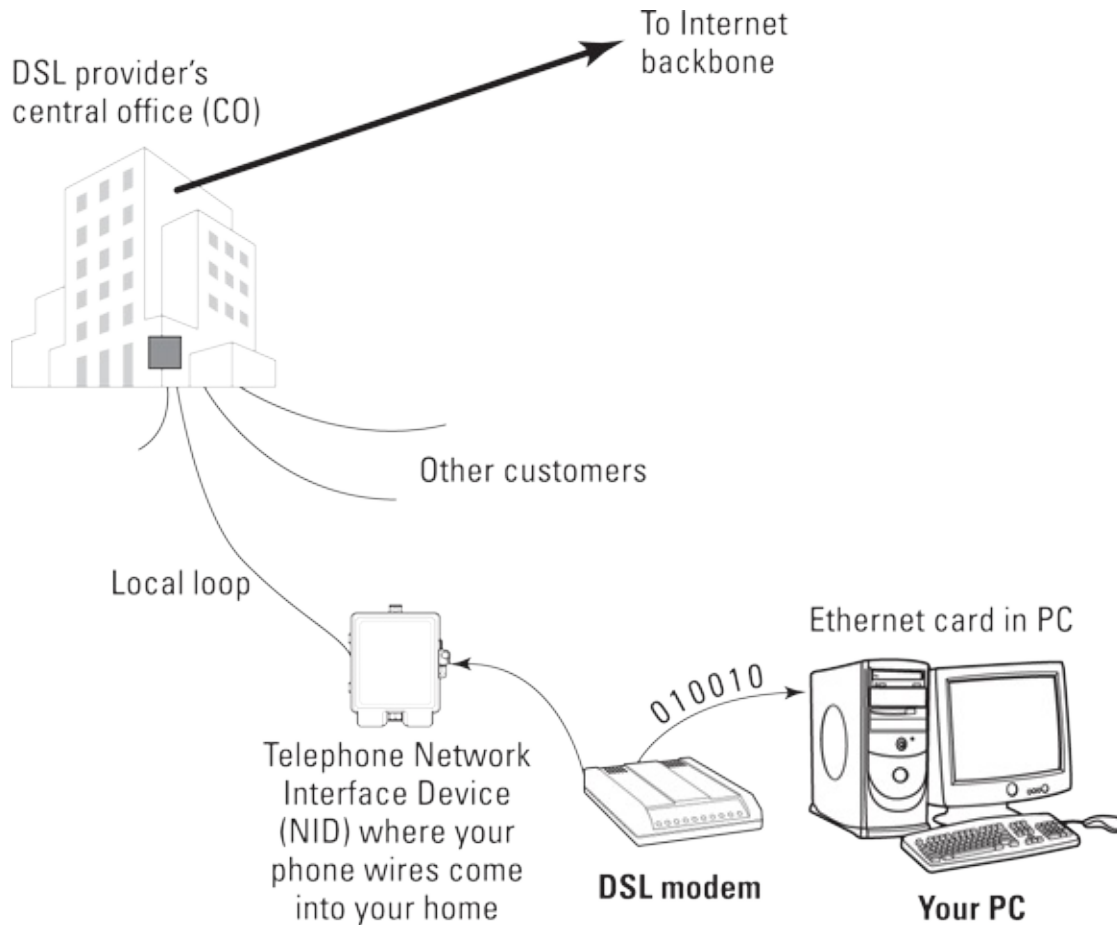 To Internet
backbone
DSL provider's
central office (CO)
Other customers
Local loop
Ethernet card in PC
010010
Telephone Network
Interface Device
(NID) where your
phone wires come
into your home
DSL modem
Your PC